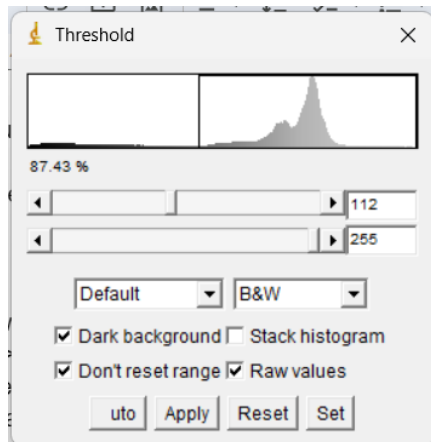 Threshold
87.43 %
112
255
Default B&W
Dark background Stack histogram
Don't reset range Raw values
uto Apply Reset Set